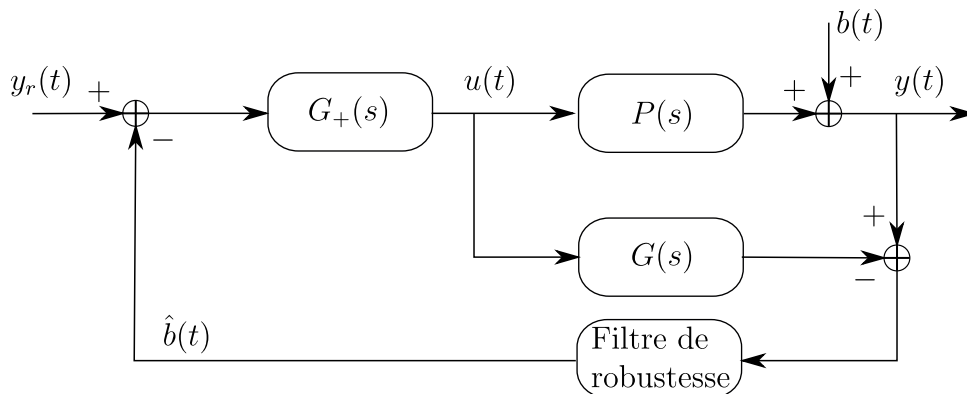 b(t)
y_r(t) + G_+(s) u(t) P(s) + + y(t)
−
+
G(s) −
b̂(t) Filtre de
robustesse